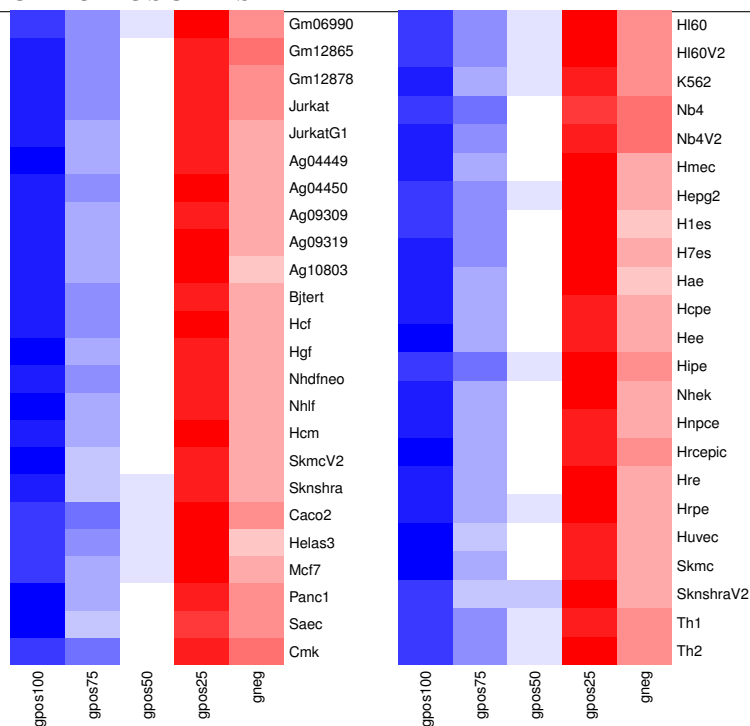 Gm06990
Gm12865
Gm12878
Jurkat
JurkatG1
Ag04449
Ag04450
Ag09309
Ag09319
Ag10803
Bjtert
Hcf
Hgf
Nhdfneo
Nhlf
Hcm
SkmcV2
Sknshra
Caco2
Helas3
Mcf7
Panc1
Saec
Cmk
gpos100
gpos75
gpos50
gpos25
gneg
Hl60
Hl60V2
K562
Nb4
Nb4V2
Hmec
Hepg2
H1es
H7es
Hae
Hcpe
Hee
Hipe
Nhek
Hnpce
Hrcepic
Hre
Hrpe
Huvec
Skmc
SknshraV2
Th1
Th2
gpos100
gpos75
gpos50
gpos25
gneg